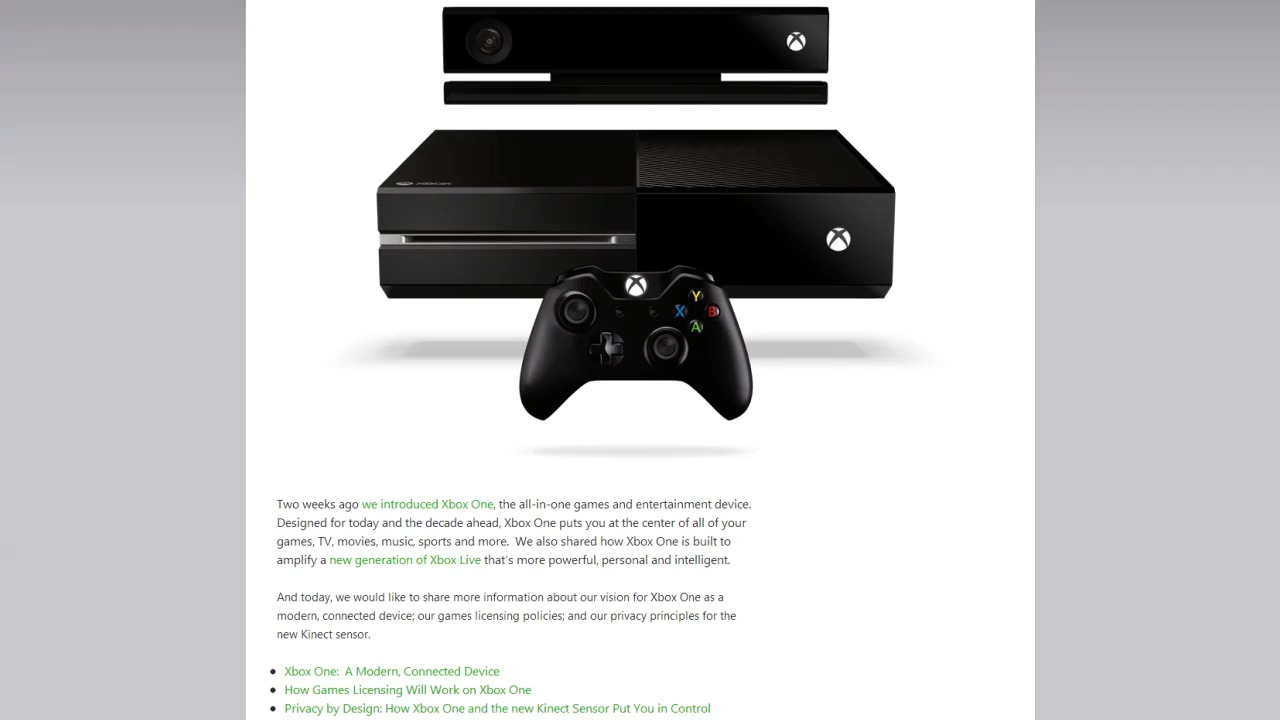 XBOX
Y
X
B
A
Two weeks ago we introduced Xbox One, the all-in-one games and entertainment device.
Designed for today and the decade ahead, Xbox One puts you at the center of all of your
games, TV, movies, music, sports and more.  We also shared how Xbox One is built to
amplify a new generation of Xbox Live that's more powerful, personal and intelligent.
And today, we would like to share more information about our vision for Xbox One as a
modern, connected device; our games licensing policies; and our privacy principles for the
new Kinect sensor.
Xbox One:  A Modern, Connected Device
How Games Licensing Will Work on Xbox One
Privacy by Design: How Xbox One and the new Kinect Sensor Put You in Control